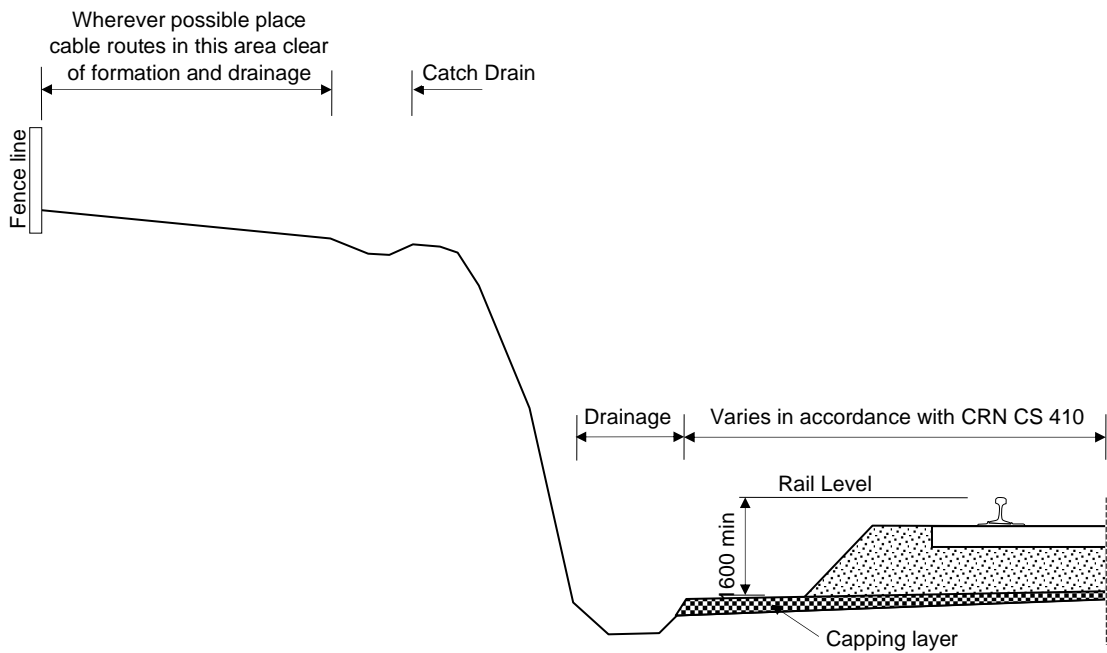 Wherever possible place
cable routes in this area clear
of formation and drainage
Catch Drain
Fence line
Drainage
Varies in accordance with CRN CS 410
Rail Level
600 min
Capping layer